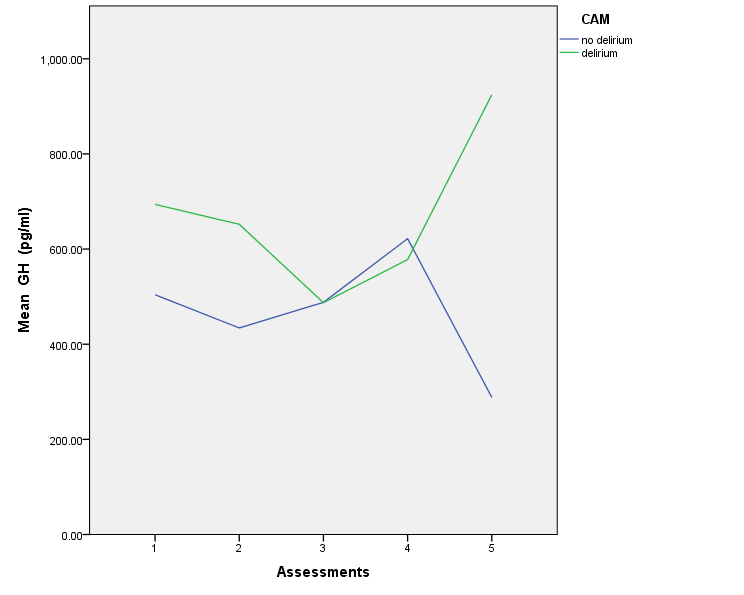 CAM
no delirium
delirium
1,000.00
800.00
600.00
400.00
200.00
0.00
Mean GH (pg/ml)
1 2 3 4 5
Assessments